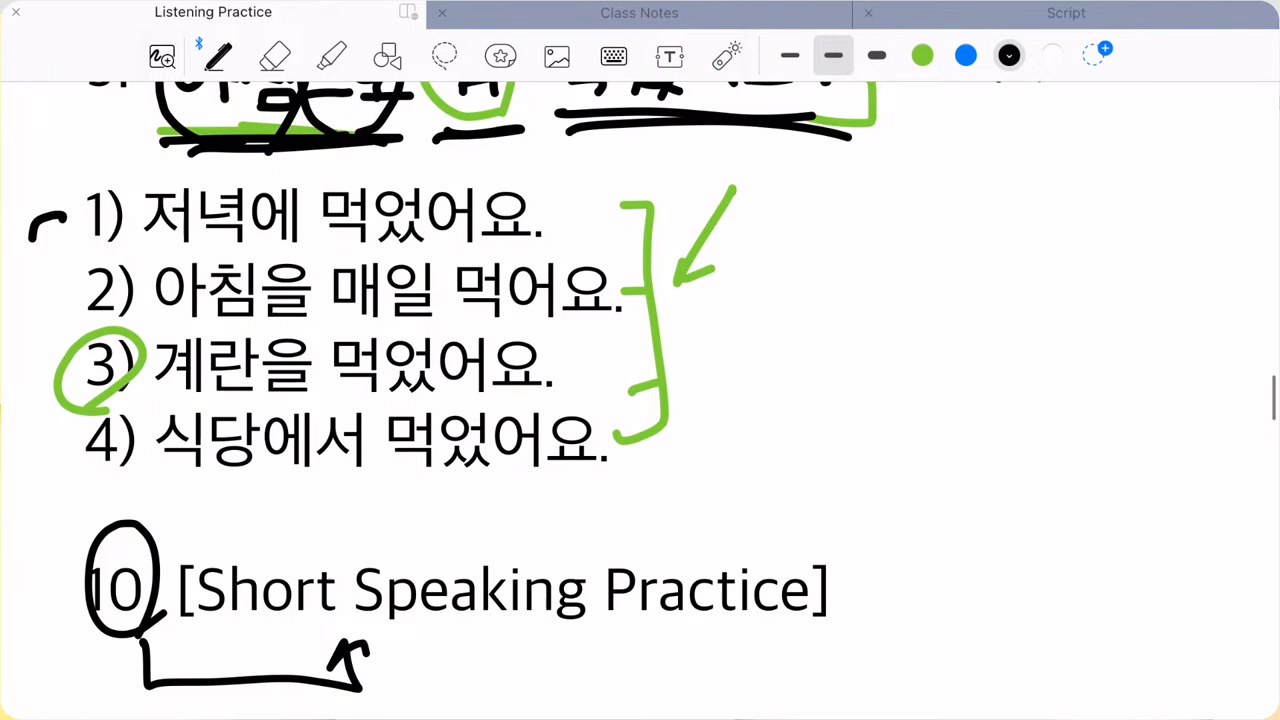 Listening Practice
Class Notes
Script
1) 저녁에 먹었어요.
2) 아침을 매일 먹어요.
3) 계란을 먹었어요.
4) 식당에서 먹었어요.
10 [Short Speaking Practice]